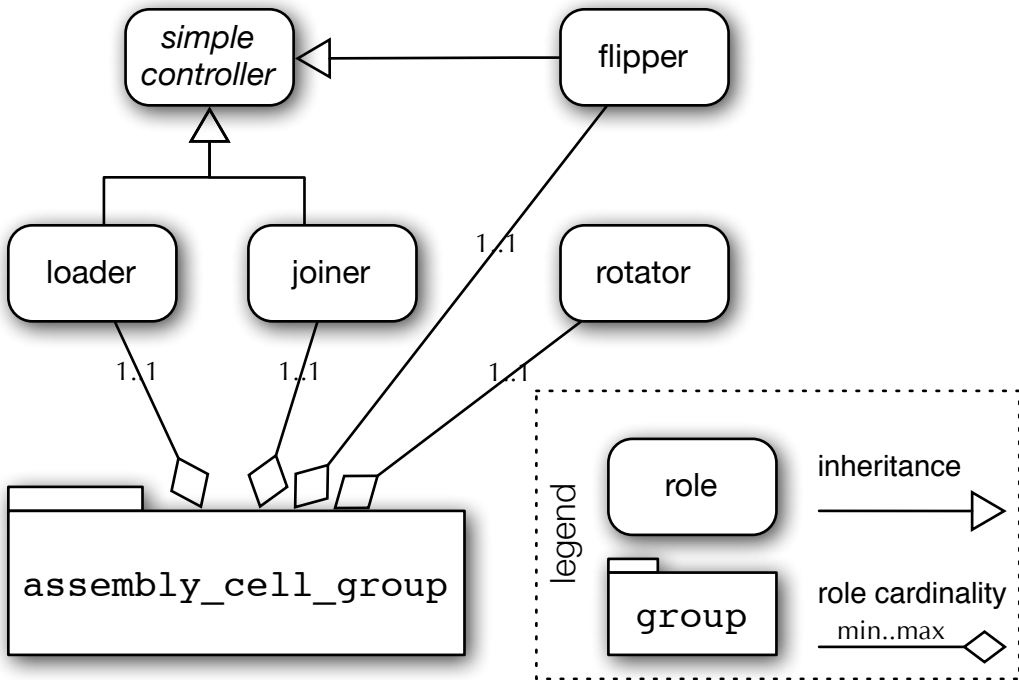 simple
controller
flipper
loader
joiner
1..1
rotator
1..1
1..1
1..1
assembly_cell_group
legend
role
inheritance
group
role cardinality
min..max